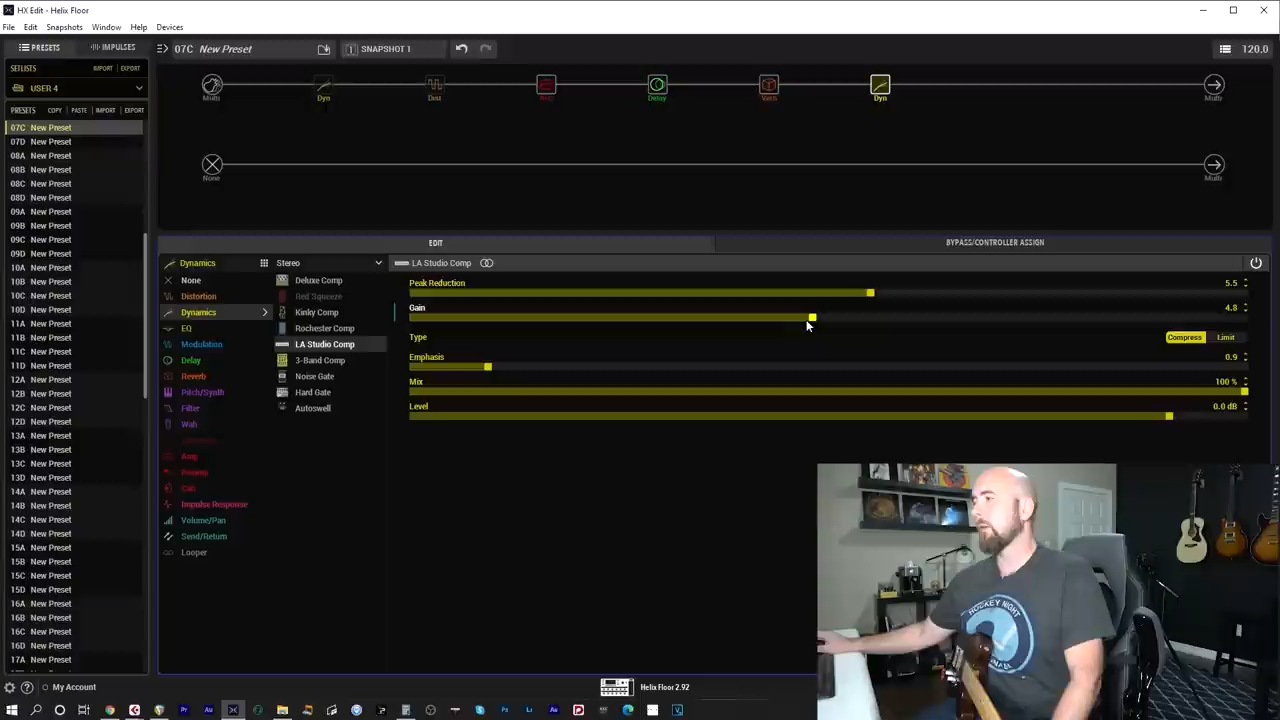 HX Edit - Helix Floor
File Edit Snapshots Window Help Devices
PRESETS IMPULSES
07C New Preset
1 SNAPSHOT 1
120.0
SETLISTS IMPORT EXPORT
USER 4
PRESETS COPY PASTE IMPORT EXPORT
07C New Preset
07D New Preset
08A New Preset
08B New Preset
08C New Preset
08D New Preset
09A New Preset
09B New Preset
09C New Preset
09D New Preset
10A New Preset
10B New Preset
10C New Preset
10D New Preset
11A New Preset
11B New Preset
11C New Preset
11D New Preset
12A New Preset
12B New Preset
12C New Preset
12D New Preset
13A New Preset
13B New Preset
13C New Preset
13D New Preset
14A New Preset
14B New Preset
14C New Preset
14D New Preset
15A New Preset
15B New Preset
15C New Preset
15D New Preset
16A New Preset
16B New Preset
16C New Preset
16D New Preset
17A New Preset
Multi Dyn Dist A+C Delay Verb Dyn Multi
None Multi
EDIT
BYPASS/CONTROLLER ASSIGN
Dynamics
None
Distortion
Dynamics
EQ
Modulation
Delay
Reverb
Pitch/Synth
Filter
Wah
Amp
Preamp
Cab
Impulse Response
Volume/Pan
Send/Return
Looper
Stereo
Deluxe Comp
Red Squeeze
Kinky Comp
Rochester Comp
LA Studio Comp
3-Band Comp
Noise Gate
Hard Gate
Autoswell
LA Studio Comp
Peak Reduction 5.5
Gain 4.8
Type Compress Limit
Emphasis 0.9
Mix 100 %
Level 0.0 dB
HOCKEY NIGHT
My Account
Helix Floor 2.92